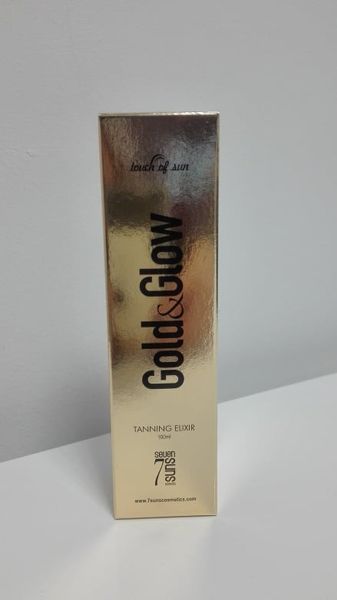 touch of sun
Gold&Glow
TANNING ELIXIR
100ml
seven
7 suns
www.7sunscosmetics.com